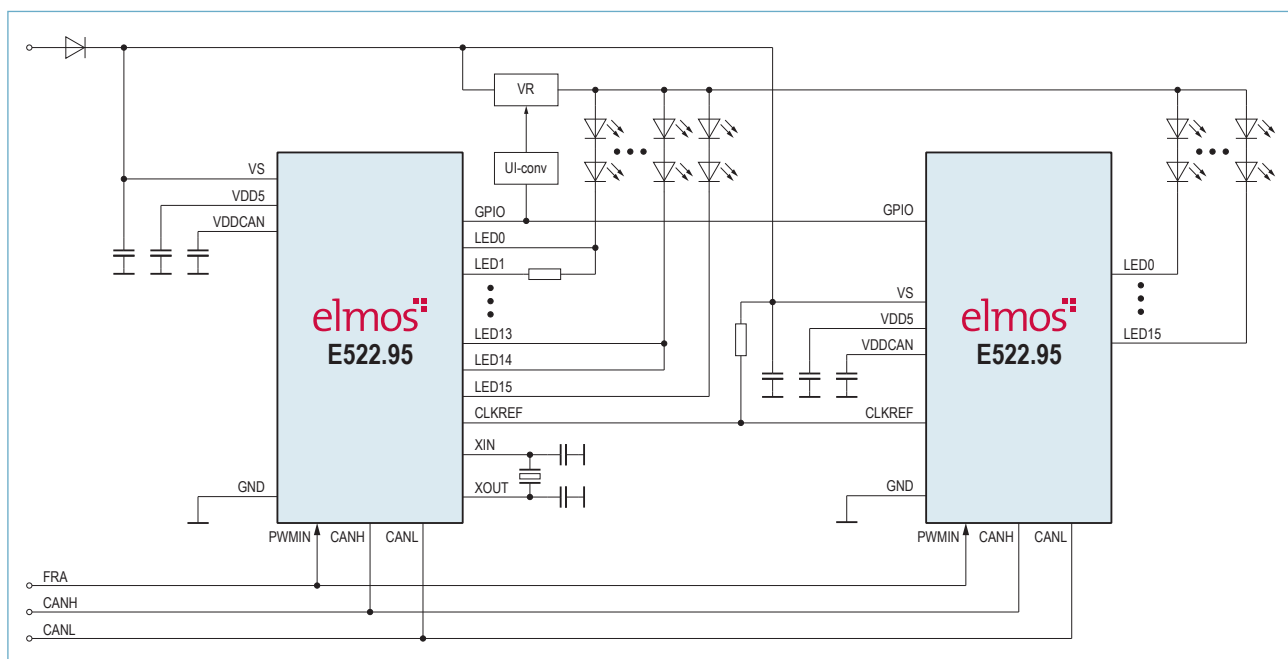 VR
UI-conv
VS
VDD5
VDDCAN
GPIO
LED0
LED1
LED13
LED14
LED15
CLKREF
XIN
XOUT
GND
PWMIN
CANH
CANL
elmos
E522.95
GPIO
LED0
LED15
VS
VDD5
VDDCAN
CLKREF
GND
PWMIN
CANH
CANL
elmos
E522.95
FRA
CANH
CANL